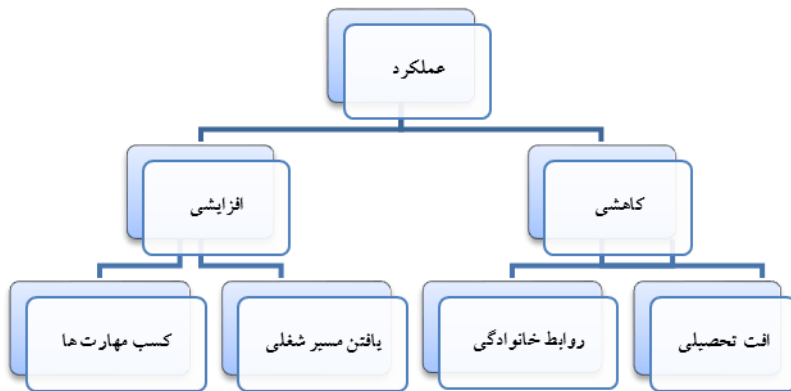 عملکرد
کاهشی
افزایشی
افت تحصیلی
روابط خانوادگی
یافتن مسیر شغلی
کسب مهارت ها